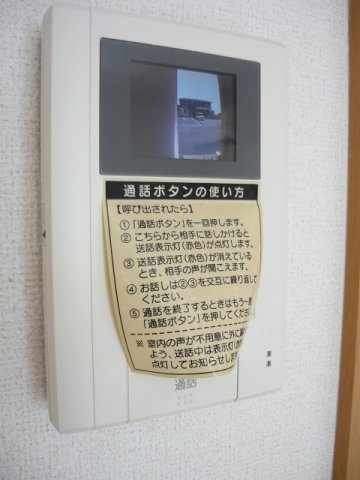 通話ボタンの使い方
【呼び出されたら】
① 「通話ボタン」を一回押します。
② こちらから相手に話しかけると
送話表示灯(赤色)が点灯します。
③ 送話表示灯(赤色)が消えている
とき、相手の声が聞こえます。
④ お話しは②③を交互に繰り返して
ください。
⑤ 通話を終了するときはもう一度
「通話ボタン」を押してください
※ 室内の声が不用意に外に
よう、送話中は表示灯
点灯してお知らせします
通話